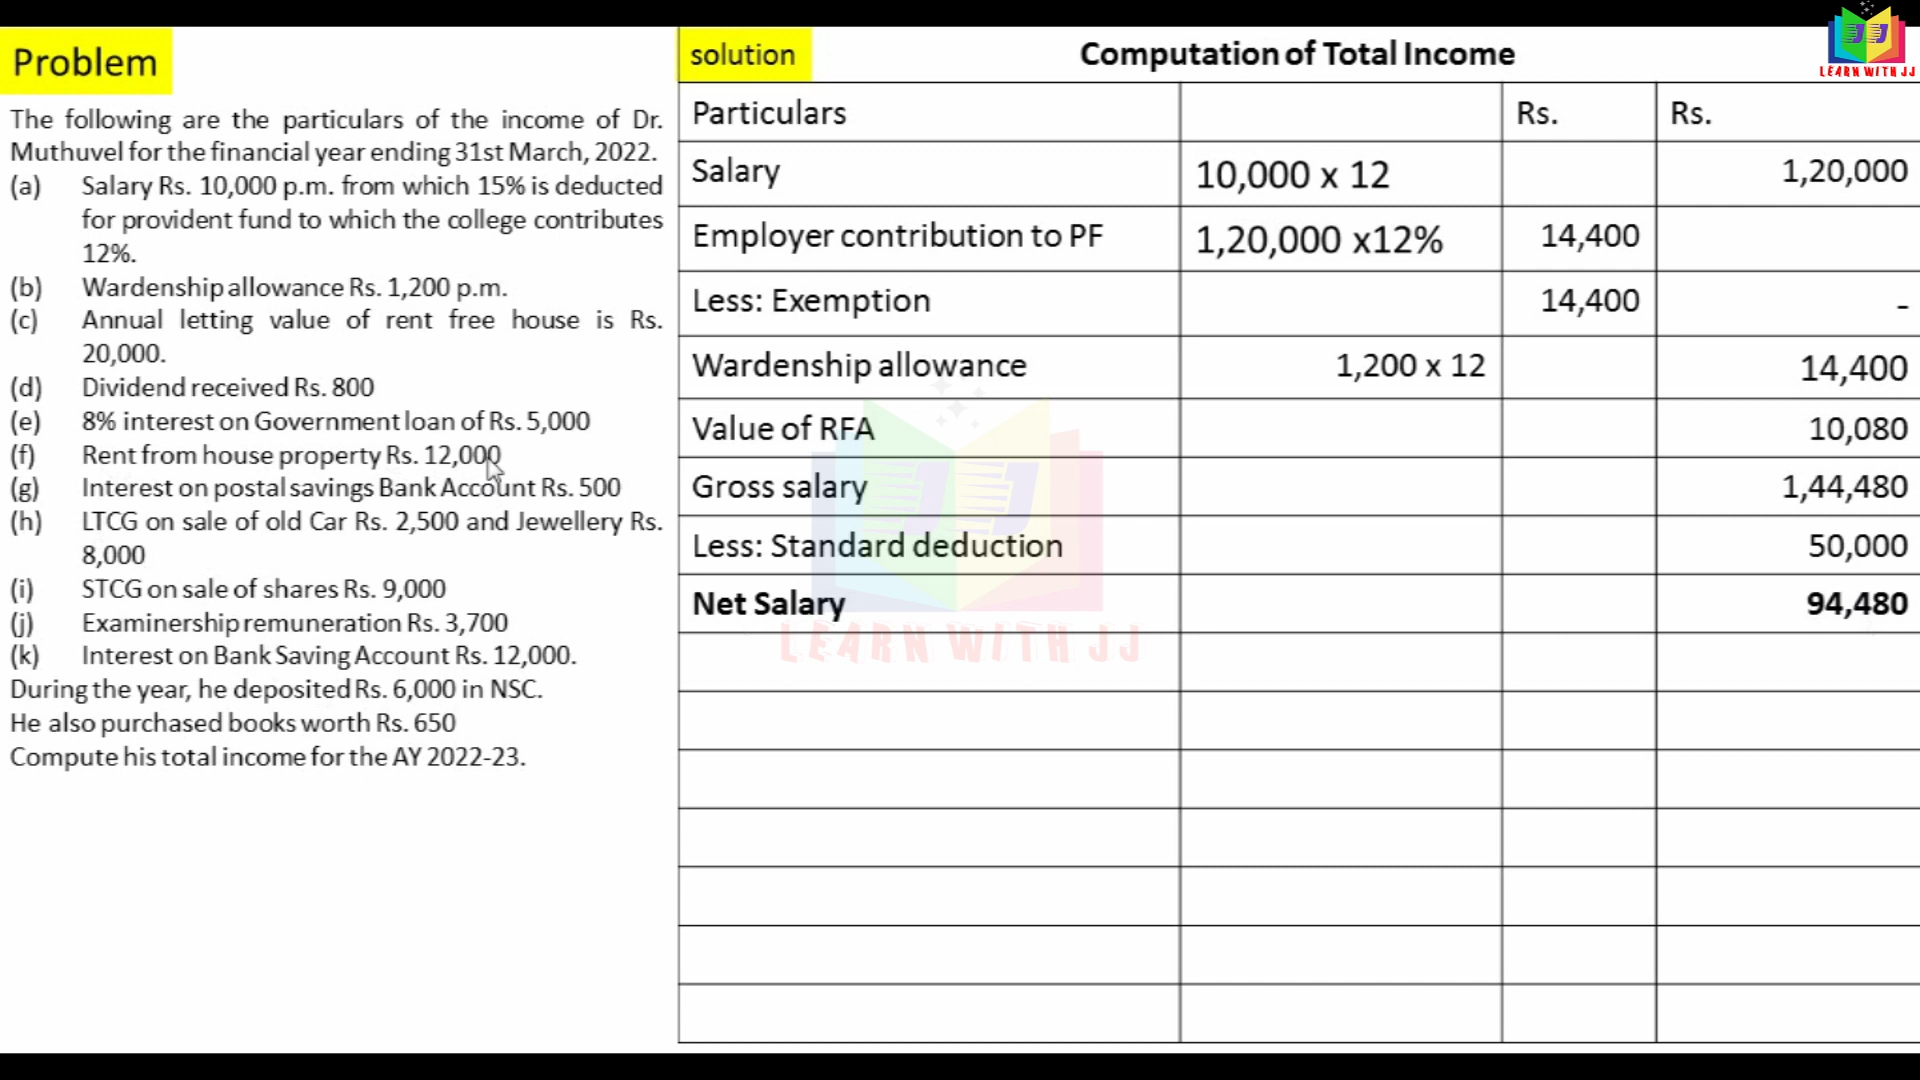 Problem
The following are the particulars of the income of Dr.
Muthuvel for the financial year ending 31st March, 2022.
(a) Salary Rs. 10,000 p.m. from which 15% is deducted
for provident fund to which the college contributes
12%.
(b) Wardenship allowance Rs. 1,200 p.m.
(c) Annual letting value of rent free house is Rs.
20,000.
(d) Dividend received Rs. 800
(e) 8% interest on Government loan of Rs. 5,000
(f) Rent from house property Rs. 12,000
(g) Interest on postal savings Bank Account Rs. 500
(h) LTCG on sale of old Car Rs. 2,500 and Jewellery Rs.
8,000
(i) STCG on sale of shares Rs. 9,000
(j) Examinership remuneration Rs. 3,700
(k) Interest on Bank Saving Account Rs. 12,000.
During the year, he deposited Rs. 6,000 in NSC.
He also purchased books worth Rs. 650
Compute his total income for the AY 2022-23.
solution Computation of Total Income
Particulars Rs. Rs.
Salary 10,000 x 12 1,20,000
Employer contribution to PF 1,20,000 x12% 14,400
Less: Exemption 14,400 -
Wardenship allowance 1,200 x 12 14,400
Value of RFA 10,080
Gross salary 1,44,480
Less: Standard deduction 50,000
Net Salary 94,480
JJ
LEARN WITH JJ
JJ
LEARN WITH JJ